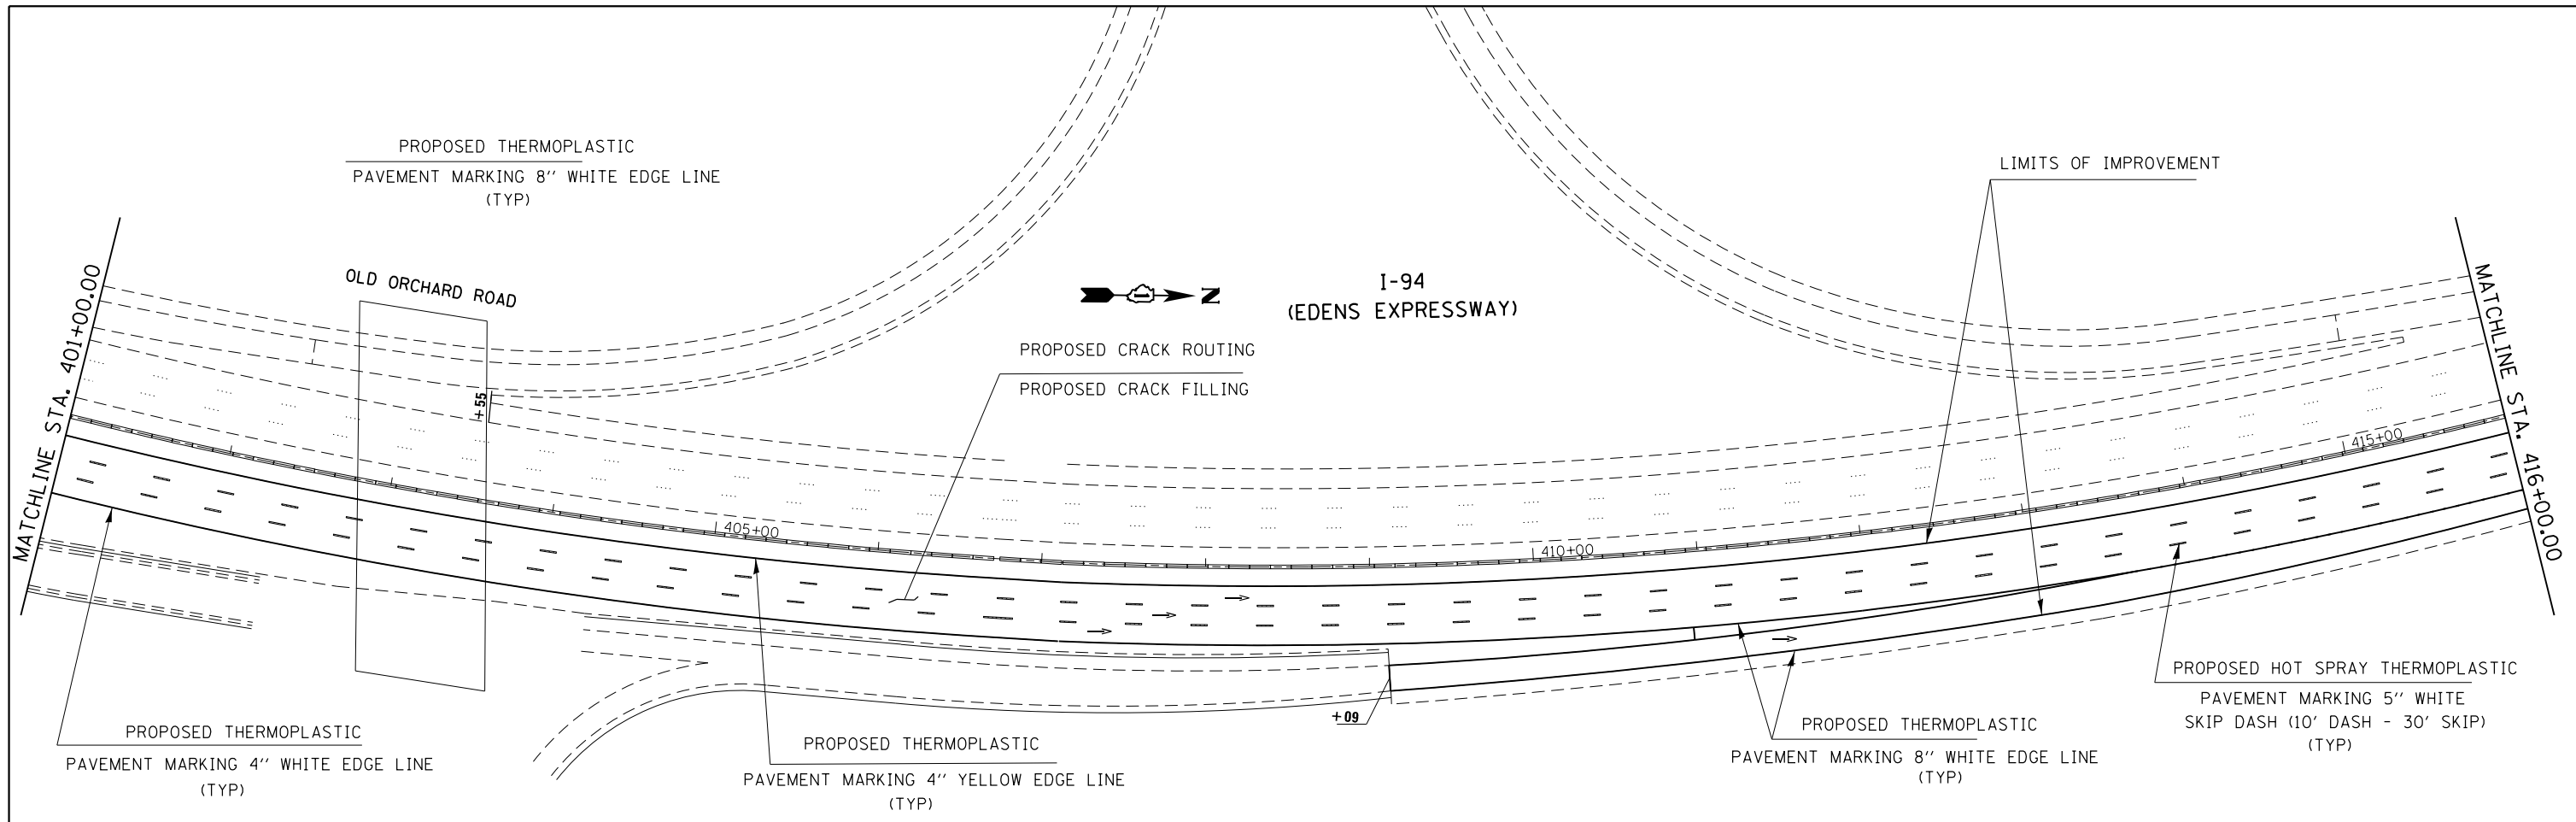 PROPOSED THERMOPLASTIC
PAVEMENT MARKING 8'' WHITE EDGE LINE
(TYP)
LIMITS OF IMPROVEMENT
MATCHLINE STA. 401+00.00
OLD ORCHARD ROAD
+55
N
I-94
(EDENS EXPRESSWAY)
PROPOSED CRACK ROUTING
PROPOSED CRACK FILLING
MATCHLINE STA. 416+00.00
405+00
410+00
415+00
+09
PROPOSED THERMOPLASTIC
PAVEMENT MARKING 4'' WHITE EDGE LINE
(TYP)
PROPOSED THERMOPLASTIC
PAVEMENT MARKING 4'' YELLOW EDGE LINE
(TYP)
PROPOSED THERMOPLASTIC
PAVEMENT MARKING 8'' WHITE EDGE LINE
(TYP)
PROPOSED HOT SPRAY THERMOPLASTIC
PAVEMENT MARKING 5'' WHITE
SKIP DASH (10' DASH - 30' SKIP)
(TYP)